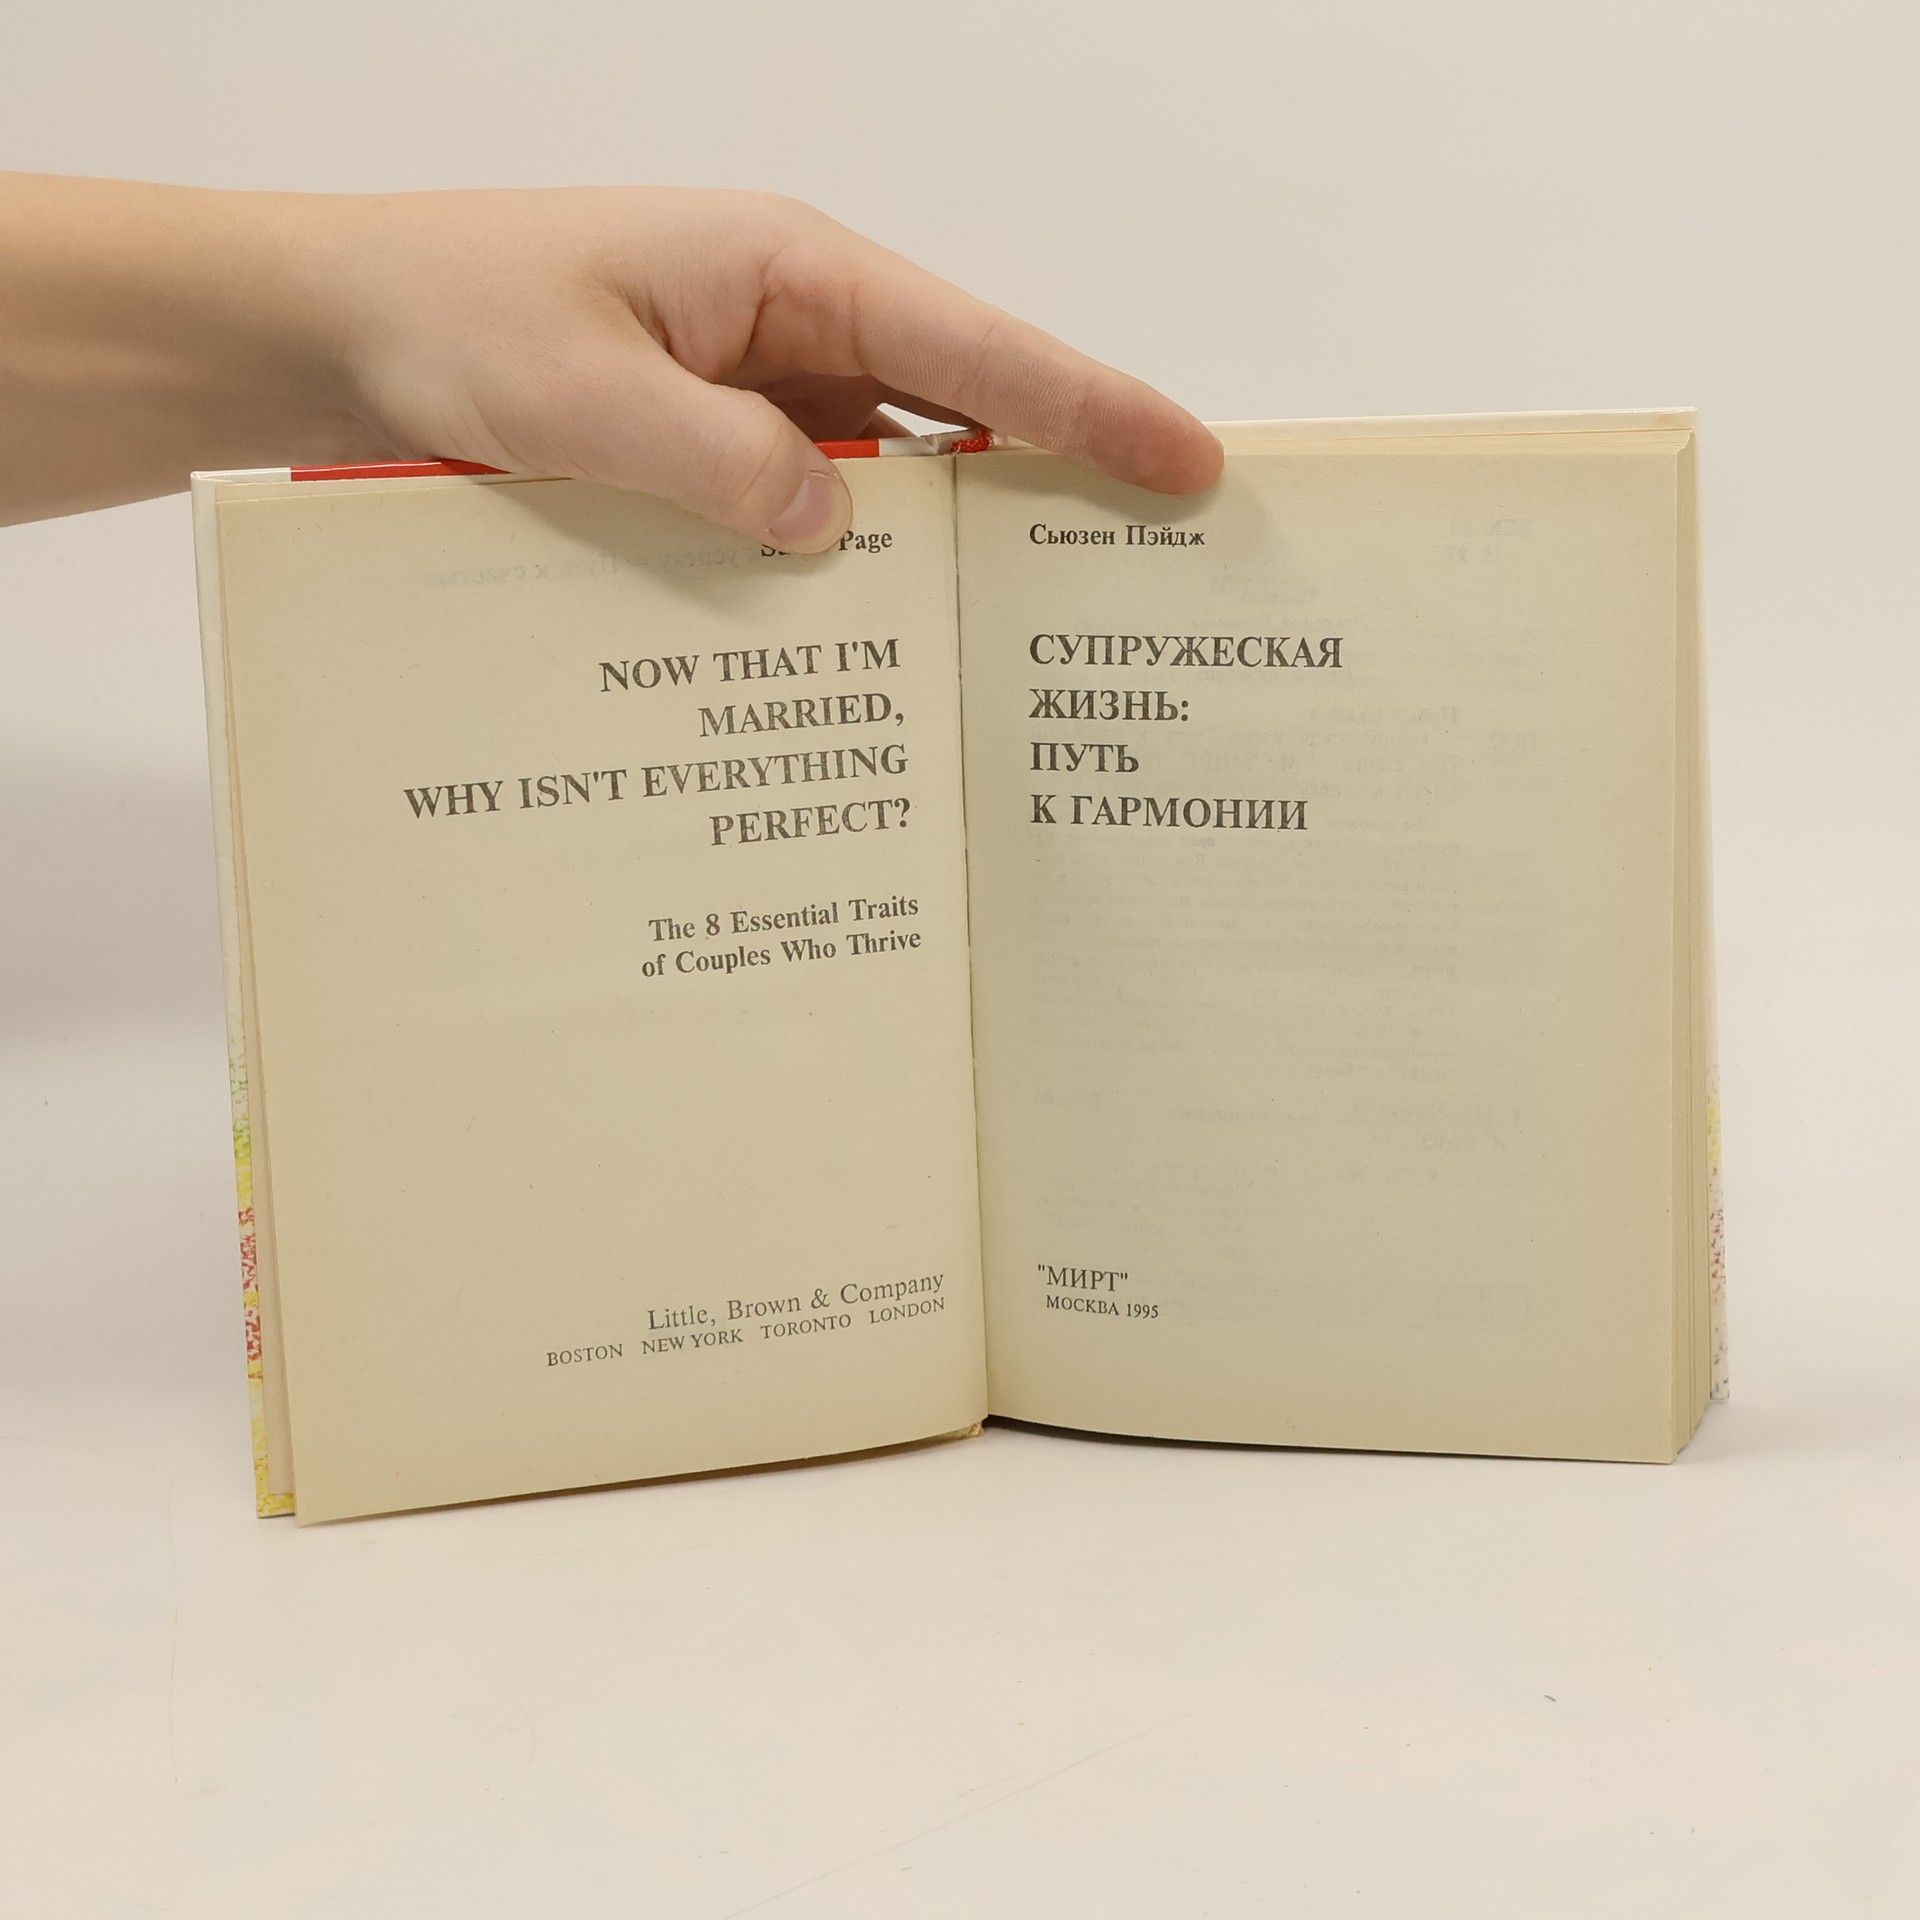 Page
NOW THAT I'M
MARRIED,
WHY ISN'T EVERYTHING
PERFECT?
The 8 Essential Traits
of Couples Who Thrive
Little, Brown & Company
BOSTON NEW YORK TORONTO LONDON
Сьюзен Пэйдж
СУПРУЖЕСКАЯ
ЖИЗНЬ:
ПУТЬ
К ГАРМОНИИ
"МИРТ"
МОСКВА 1995